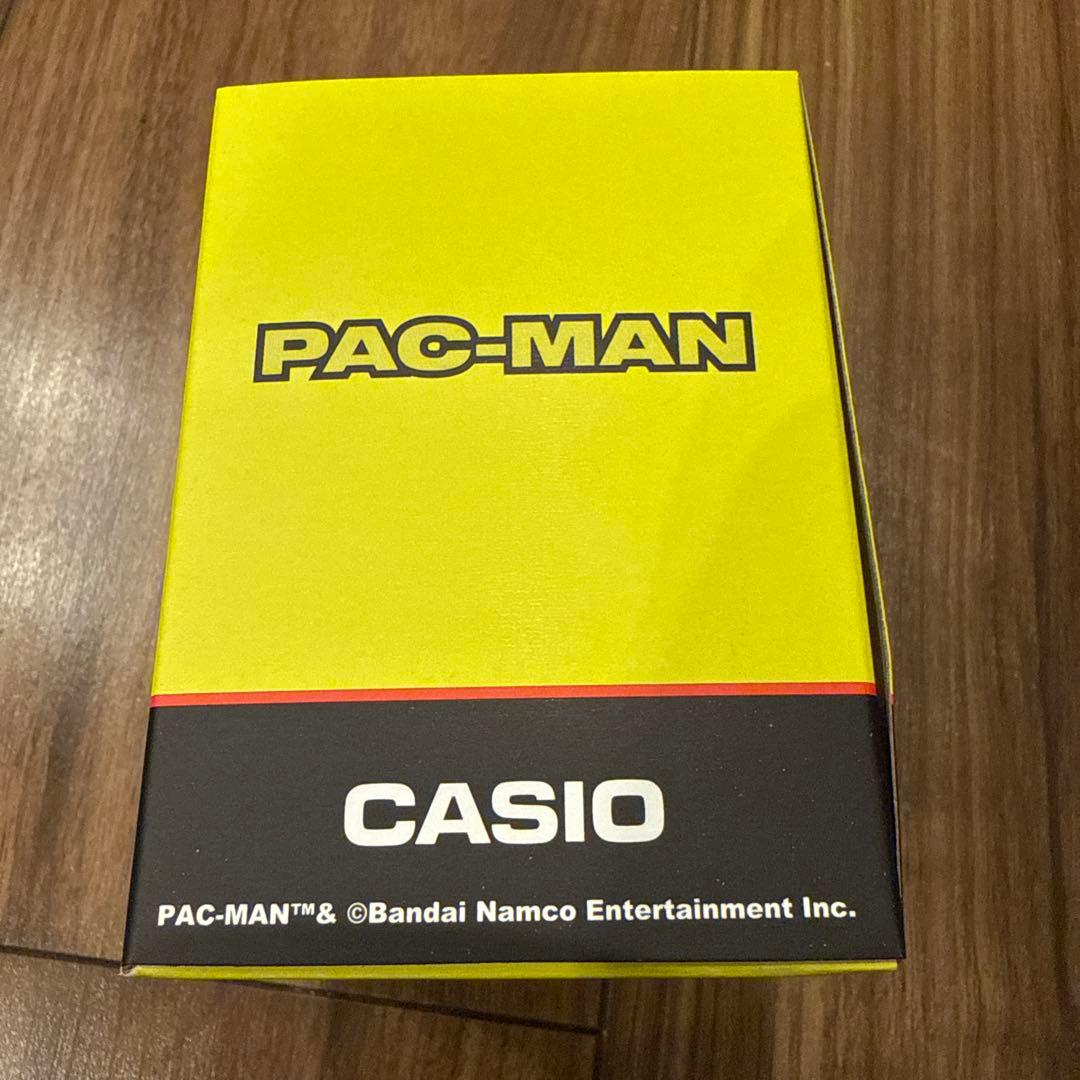 PAC-MAN
CASIO
PAC-MAN™& ©Bandai Namco Entertainment Inc.